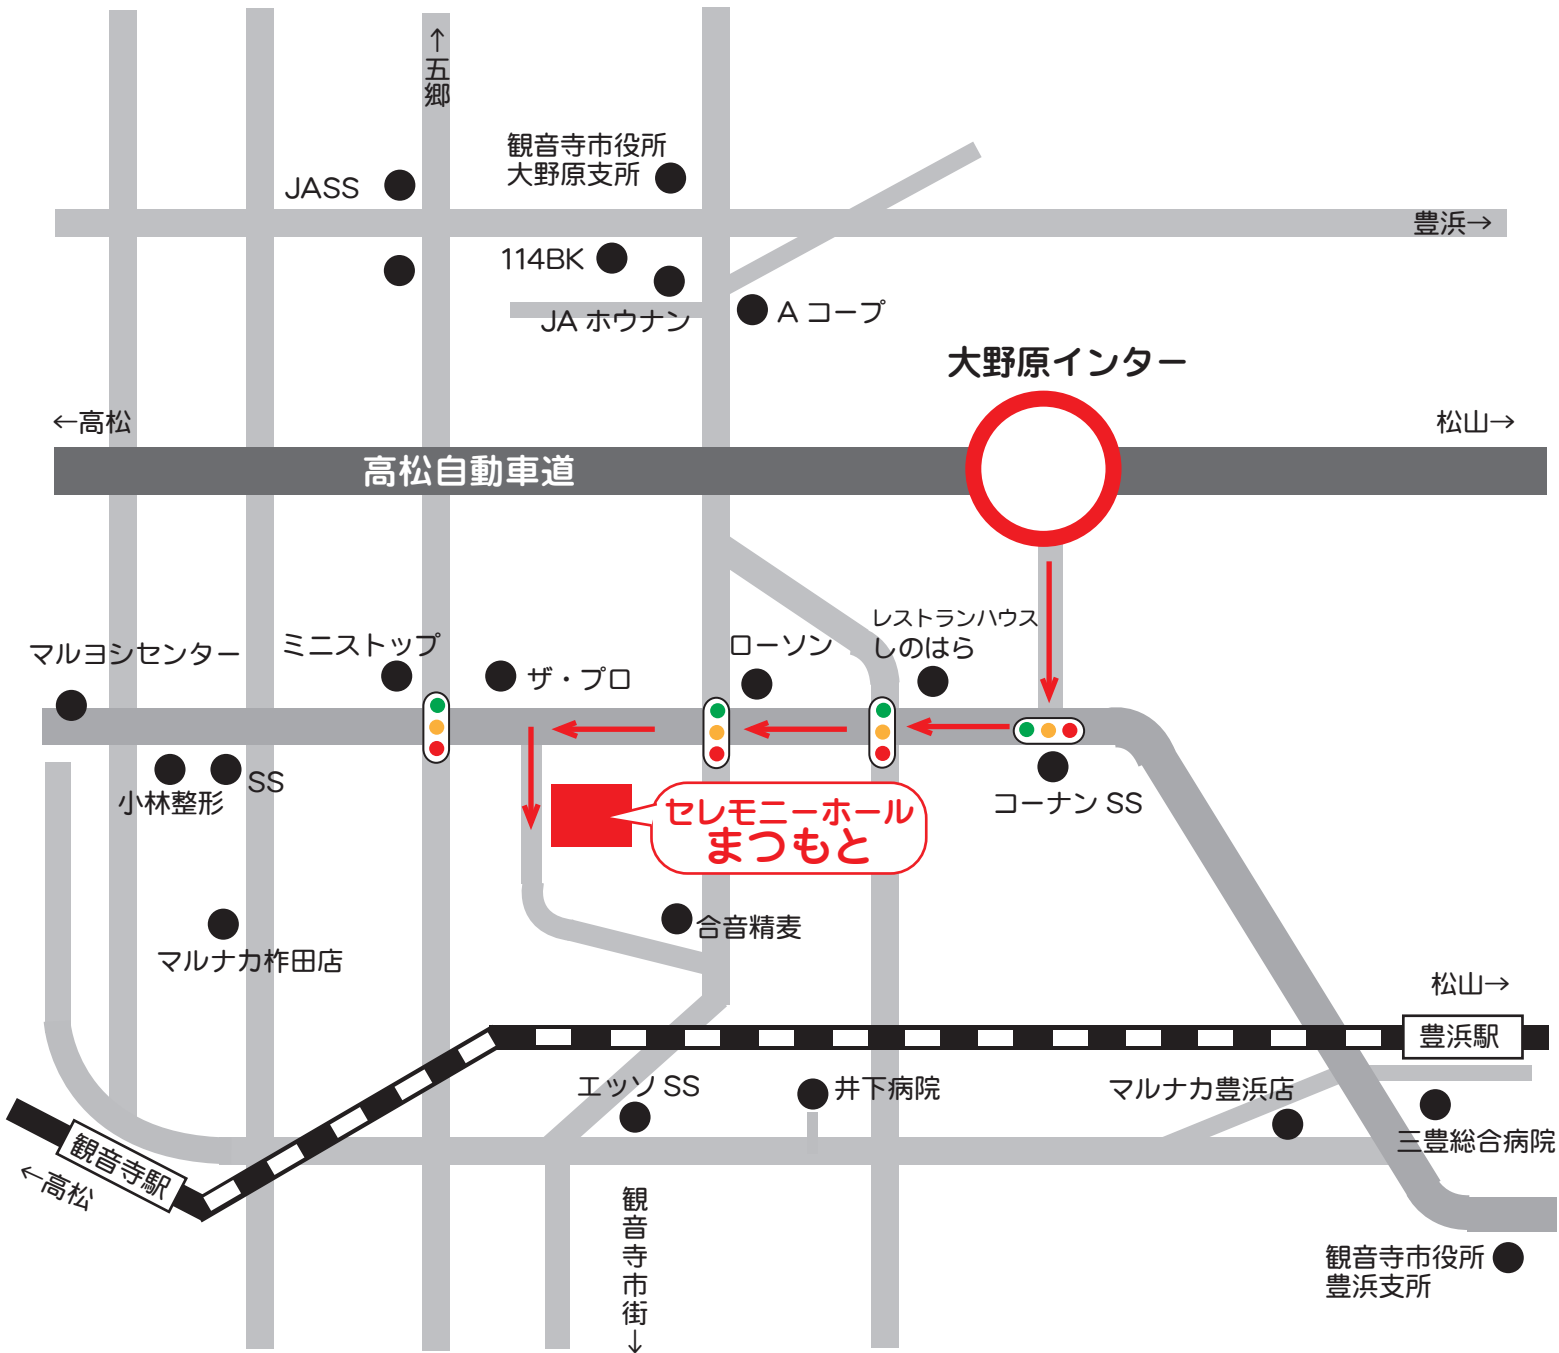 ↑五郷
観音寺市役所
大野原支所
JASS
豊浜→
114BK
JA ホウナン
A コープ
大野原インター
←高松
松山→
高松自動車道
レストランハウス
しのはら
マルヨシセンター
ミニストップ
ザ・プロ
ローソン
SS
小林整形
セレモニーホール
まつもと
コーナン SS
合音精麦
マルナカ柞田店
松山→
豊浜駅
エッソ SS
井下病院
マルナカ豊浜店
三豊総合病院
観音寺駅
←高松
観音寺市街↓
観音寺市役所
豊浜支所